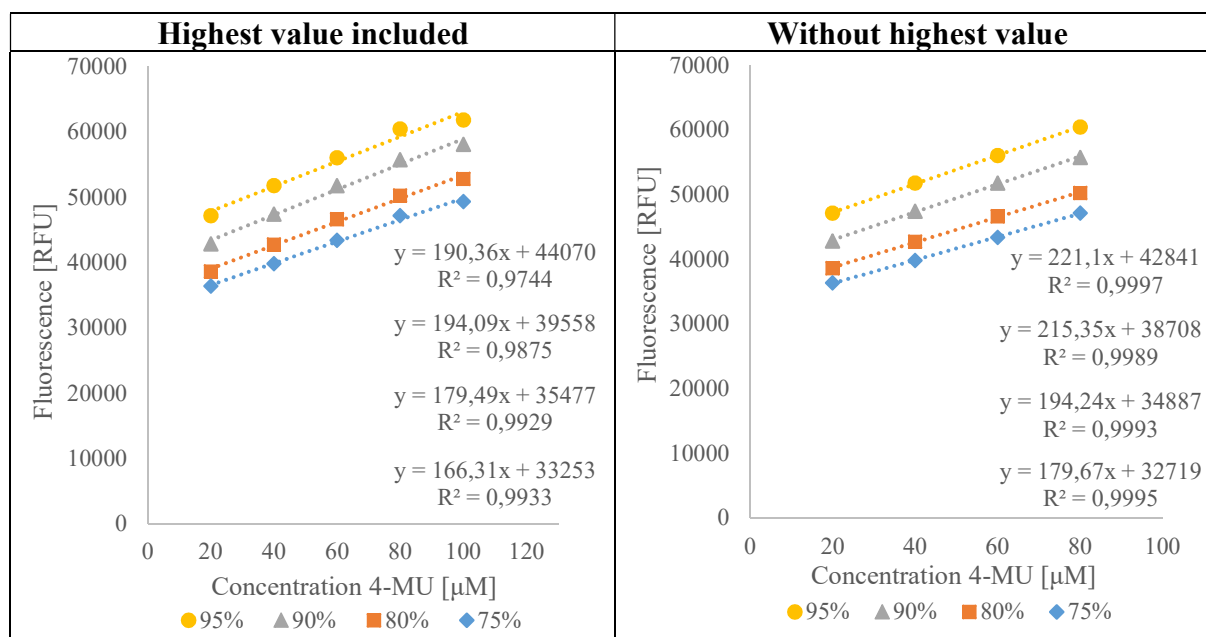 Highest value included
Without highest value
70000
60000
50000
40000
30000
20000
10000
0
Fluorescence [RFU]
y = 190,36x + 44070
R² = 0,9744
y = 194,09x + 39558
R² = 0,9875
y = 179,49x + 35477
R² = 0,9929
y = 166,31x + 33253
R² = 0,9933
0 20 40 60 80 100 120
Concentration 4-MU [µM]
95% 90% 80% 75%
70000
60000
50000
40000
30000
20000
10000
0
Fluorescence [RFU]
y = 221,1x + 42841
R² = 0,9997
y = 215,35x + 38708
R² = 0,9989
y = 194,24x + 34887
R² = 0,9993
y = 179,67x + 32719
R² = 0,9995
0 20 40 60 80 100
Concentration 4-MU [µM]
95% 90% 80% 75%